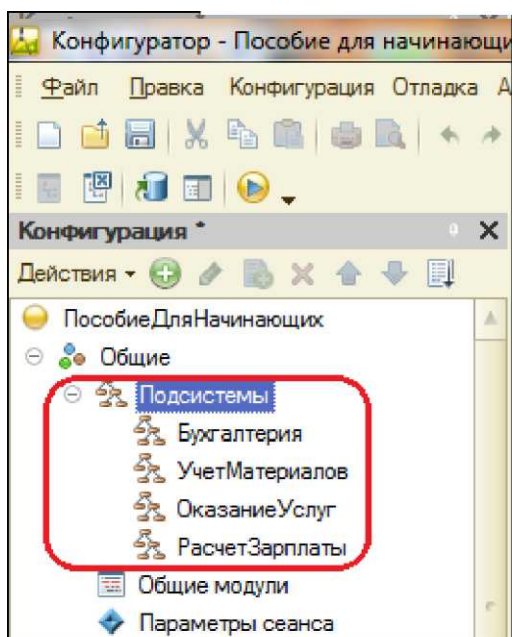 Конфигуратор - Пособие для начинающи
Файл Правка Конфигурация Отладка А
Конфигурация *
Действия
ПособиеДляНачинающих
Общие
Подсистемы
Бухгалтерия
УчетМатериалов
ОказаниеУслуг
РасчетЗарплаты
Общие модули
Параметры сеанса